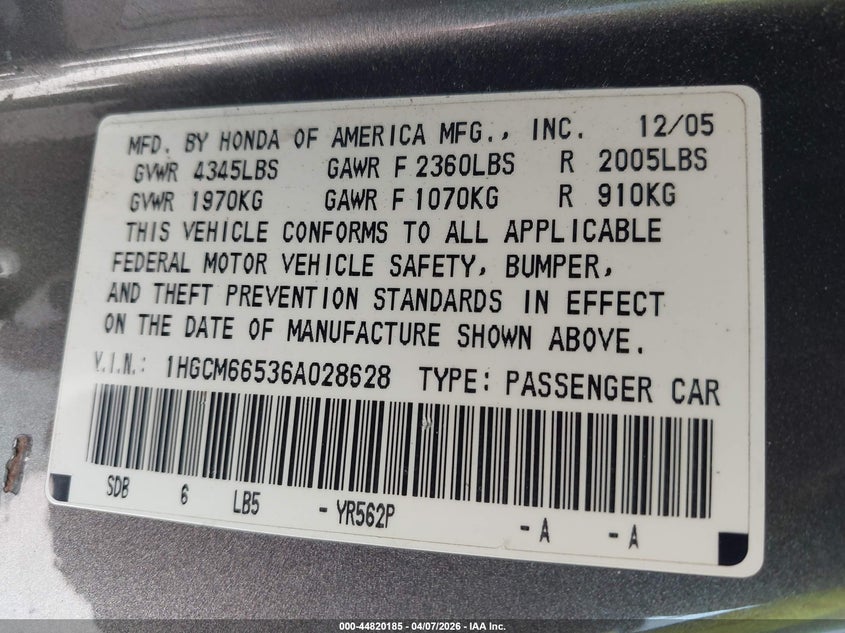 MFD. BY HONDA OF AMERICA MFG., INC. 12/05
GVWR 4345LBS GAWR F 2360LBS R 2005LBS
GVWR 1970KG GAWR F 1070KG R 910KG
THIS VEHICLE CONFORMS TO ALL APPLICABLE
FEDERAL MOTOR VEHICLE SAFETY, BUMPER,
AND THEFT PREVENTION STANDARDS IN EFFECT
ON THE DATE OF MANUFACTURE SHOWN ABOVE.
V.I.N.: 1HGCM66536A028628 TYPE: PASSENGER CAR
SDB 6 LB5 - YR562P - A - A
000-44820185 - 04/07/2026 - IAA Inc.